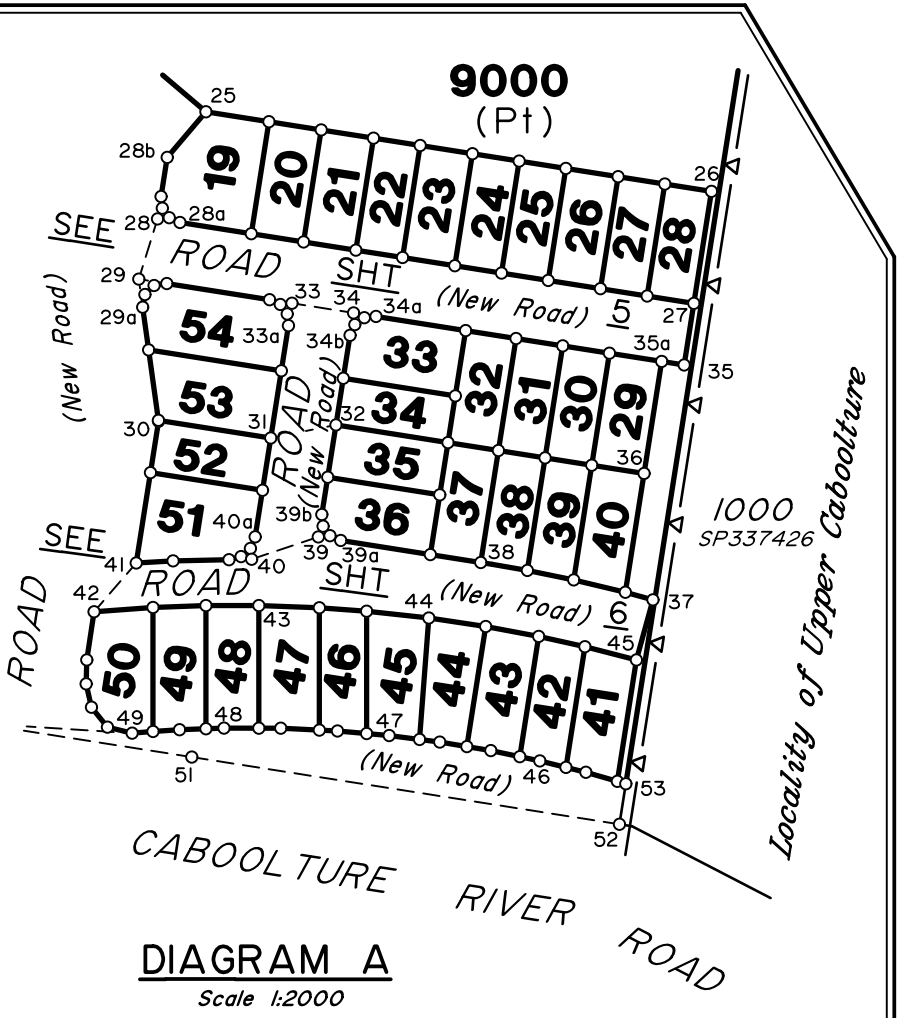 9000
(Pt)
25
28b
26
19
20
21
22
23
24
25
26
27
28
28
28a
SEE
ROAD
SHT
(New Road)
5
27
29
33
34
34a
(New Road)
29a
54
33a
34b
33
32
31
30
29
35a
35
53
ROAD
(New Road)
34
30
31
32
36
52
35
37
38
39
40
51
40a
39b
36
1000
SP337426
Locality of Upper Caboolture
SEE
41
40
39
39a
38
ROAD
SHT
(New Road)
6
37
ROAD
42
43
44
45
50
49
48
47
46
45
44
43
42
41
49
48
47
46
(New Road)
53
51
52
CABOOLTURE RIVER ROAD
DIAGRAM A
Scale 1:2000